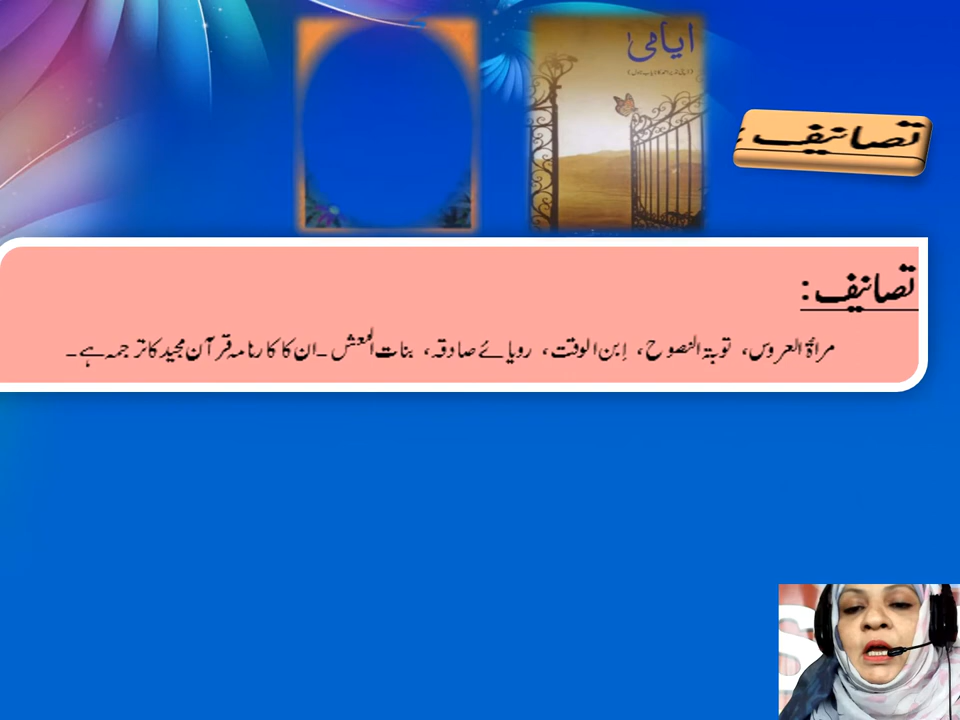 ایامیٰ
تصانیف
تصانیف:
مراۃ العروس، توبۃ النصوح، اِبن الوقت، رویائے صادقہ، بنات النعش۔ ان کا کارنامہ قرآن مجید کا ترجمہ ہے۔
S